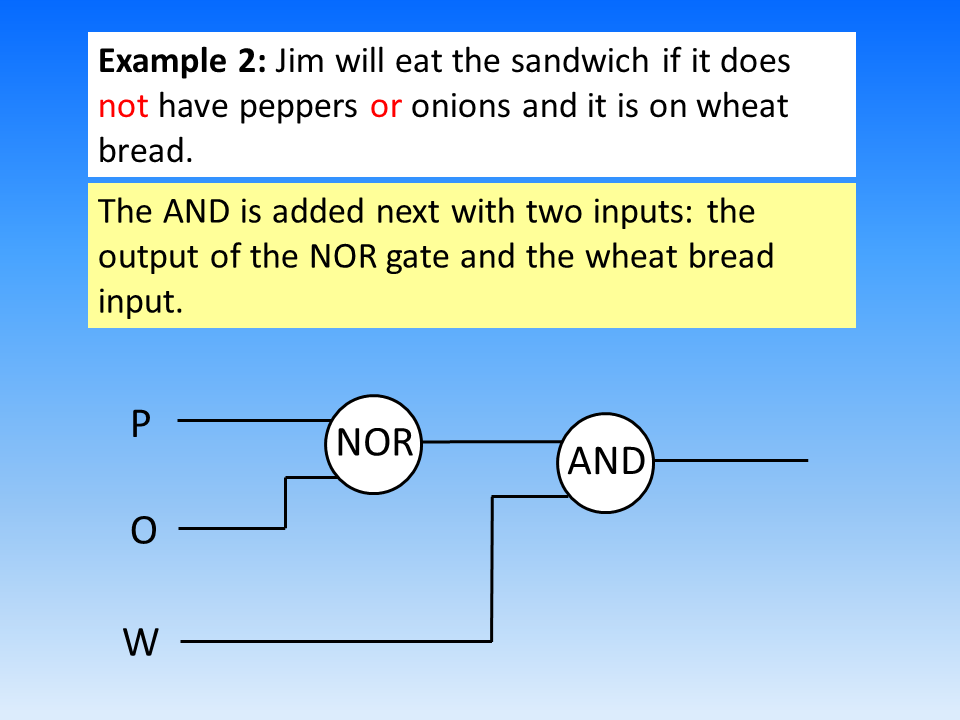 Example 2: Jim will eat the sandwich if it does
not have peppers or onions and it is on wheat
bread.
The AND is added next with two inputs: the
output of the NOR gate and the wheat bread
input.
P
NOR
AND
O
W